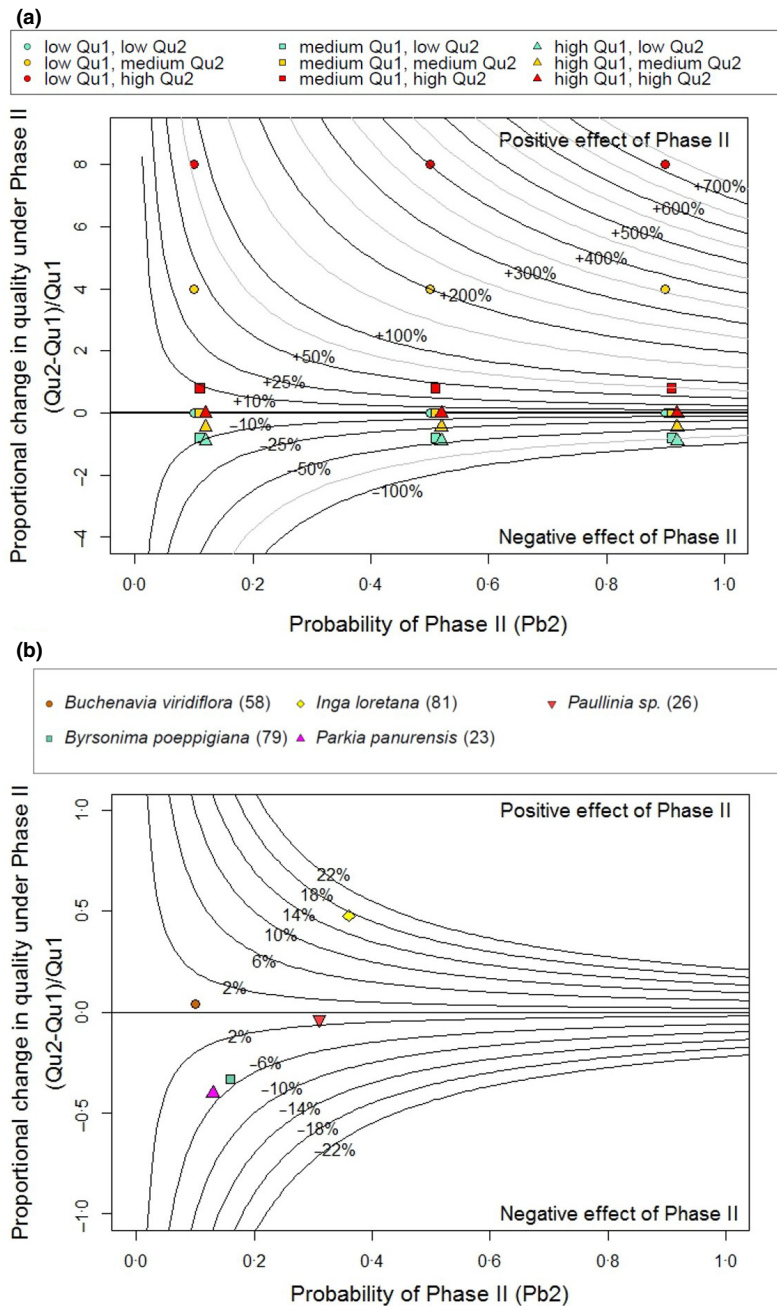 (a)
low Qu1, low Qu2
medium Qu1, low Qu2
high Qu1, low Qu2
low Qu1, medium Qu2
medium Qu1, medium Qu2
high Qu1, medium Qu2
low Qu1, high Qu2
medium Qu1, high Qu2
high Qu1, high Qu2
Proportional change in quality under Phase II
(Qu2-Qu1)/Qu1
Positive effect of Phase II
8
6
4
2
0
−2
−4
+700%
+600%
+500%
+400%
+300%
+200%
+100%
+50%
+25%
+10%
−10%
−25%
−50%
−100%
Negative effect of Phase II
0·0
0·2
0·4
0·6
0·8
1·0
Probability of Phase II (Pb2)
(b)
Buchenavia viridiflora (58)
Inga loretana (81)
Paullinia sp. (26)
Byrsonima poeppigiana (79)
Parkia panurensis (23)
Proportional change in quality under Phase II
(Qu2-Qu1)/Qu1
Positive effect of Phase II
1·0
0·5
0·0
−0·5
−1·0
22%
18%
14%
10%
6%
2%
2%
−6%
−10%
−14%
−18%
−22%
Negative effect of Phase II
0·0
0·2
0·4
0·6
0·8
1·0
Probability of Phase II (Pb2)